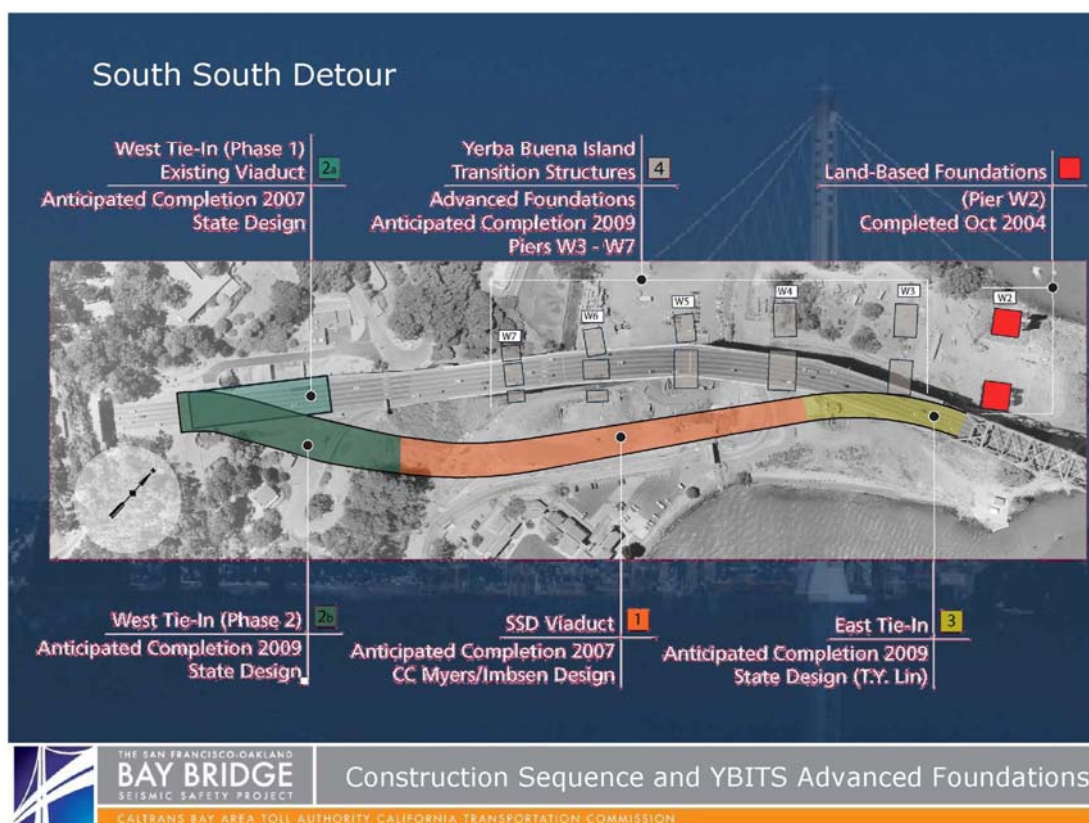 South South Detour
West Tie-In (Phase 1)
Existing Viaduct
2a
Anticipated Completion 2007
State Design
Yerba Buena Island
Transition Structures
4
Advanced Foundations
Anticipated Completion 2009
Piers W3 - W7
Land-Based Foundations
(Pier W2)
Completed Oct 2004
W7
W6
W5
W4
W3
W2
West Tie-In (Phase 2)
2b
Anticipated Completion 2009
State Design
SSD Viaduct
1
Anticipated Completion 2007
CC Myers/Imbsen Design
East Tie-In
3
Anticipated Completion 2009
State Design (T.Y. Lin)
THE SAN FRANCISCO-OAKLAND
BAY BRIDGE
SEISMIC SAFETY PROJECT
Construction Sequence and YBITS Advanced Foundations
CALTRANS BAY AREA TOLL AUTHORITY CALIFORNIA TRANSPORTATION COMMISSION